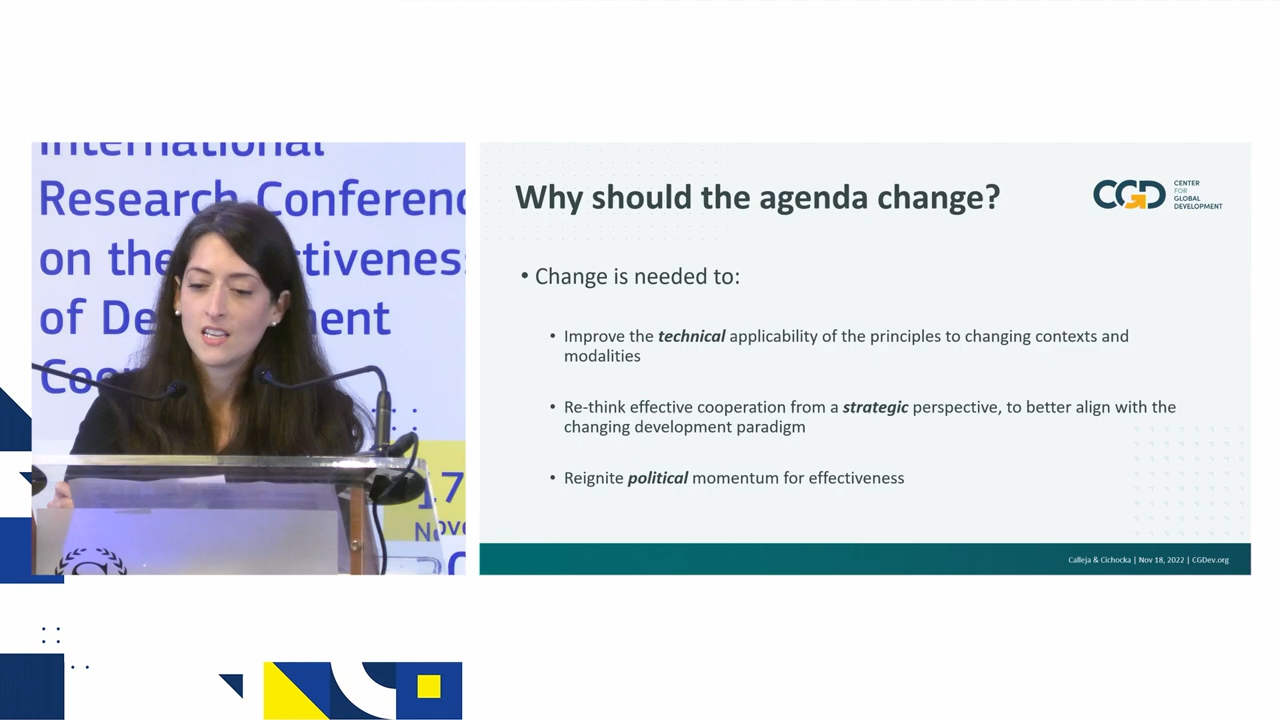 International
Research Conferenc
on the
tiveness
of De
ent
Coo
17
Nove
Why should the agenda change?
CGD
CENTER
FOR
GLOBAL
DEVELOPMENT
• Change is needed to:
• Improve the technical applicability of the principles to changing contexts and
modalities
• Re-think effective cooperation from a strategic perspective, to better align with the
changing development paradigm
• Reignite political momentum for effectiveness
Calleja & Cichocka | Nov 18, 2022 | CGDev.org